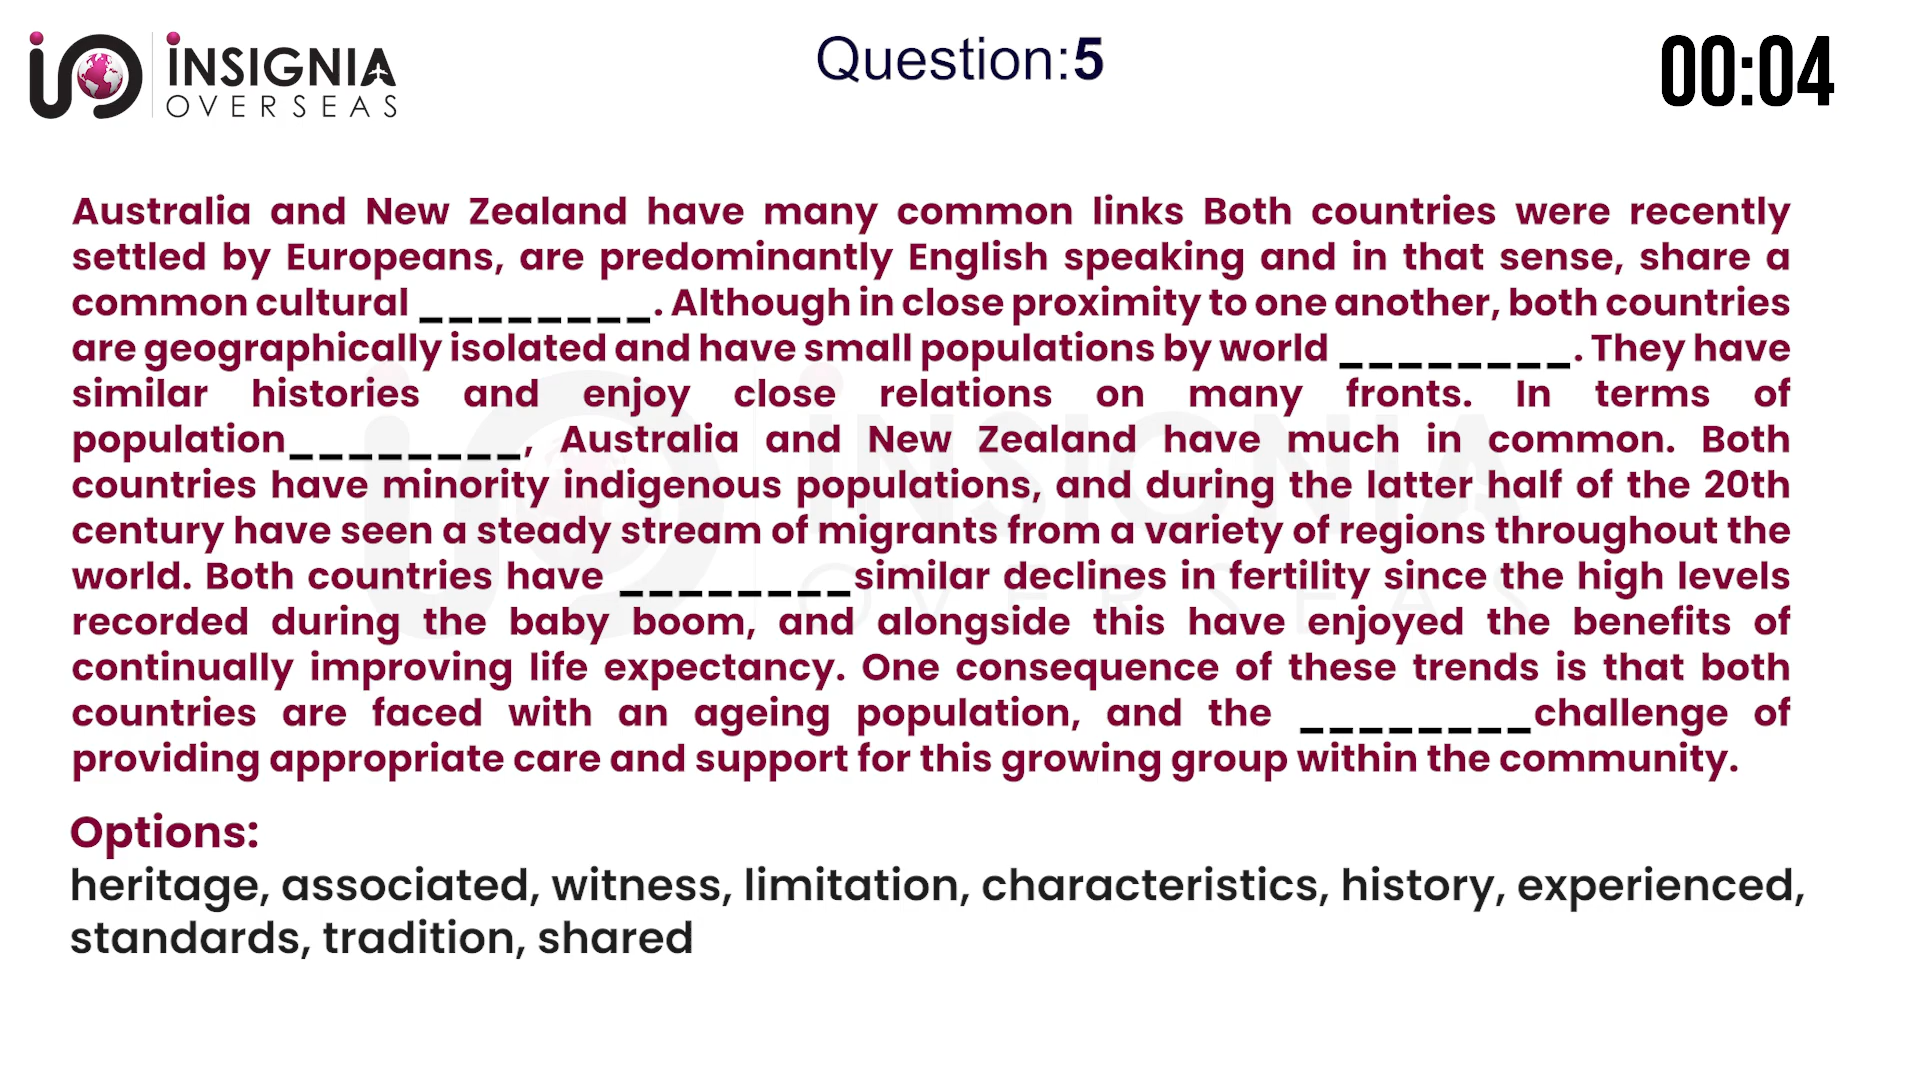 INSIGNIA
OVERSEAS
Question:5
00:04
Australia and New Zealand have many common links Both countries were recently
settled by Europeans, are predominantly English speaking and in that sense, share a
common cultural ________. Although in close proximity to one another, both countries
are geographically isolated and have small populations by world ________. They have
similar histories and enjoy close relations on many fronts. In terms of
population________, Australia and New Zealand have much in common. Both
countries have minority indigenous populations, and during the latter half of the 20th
century have seen a steady stream of migrants from a variety of regions throughout the
world. Both countries have ________similar declines in fertility since the high levels
recorded during the baby boom, and alongside this have enjoyed the benefits of
continually improving life expectancy. One consequence of these trends is that both
countries are faced with an ageing population, and the ________challenge of
providing appropriate care and support for this growing group within the community.
Options:
heritage, associated, witness, limitation, characteristics, history, experienced,
standards, tradition, shared